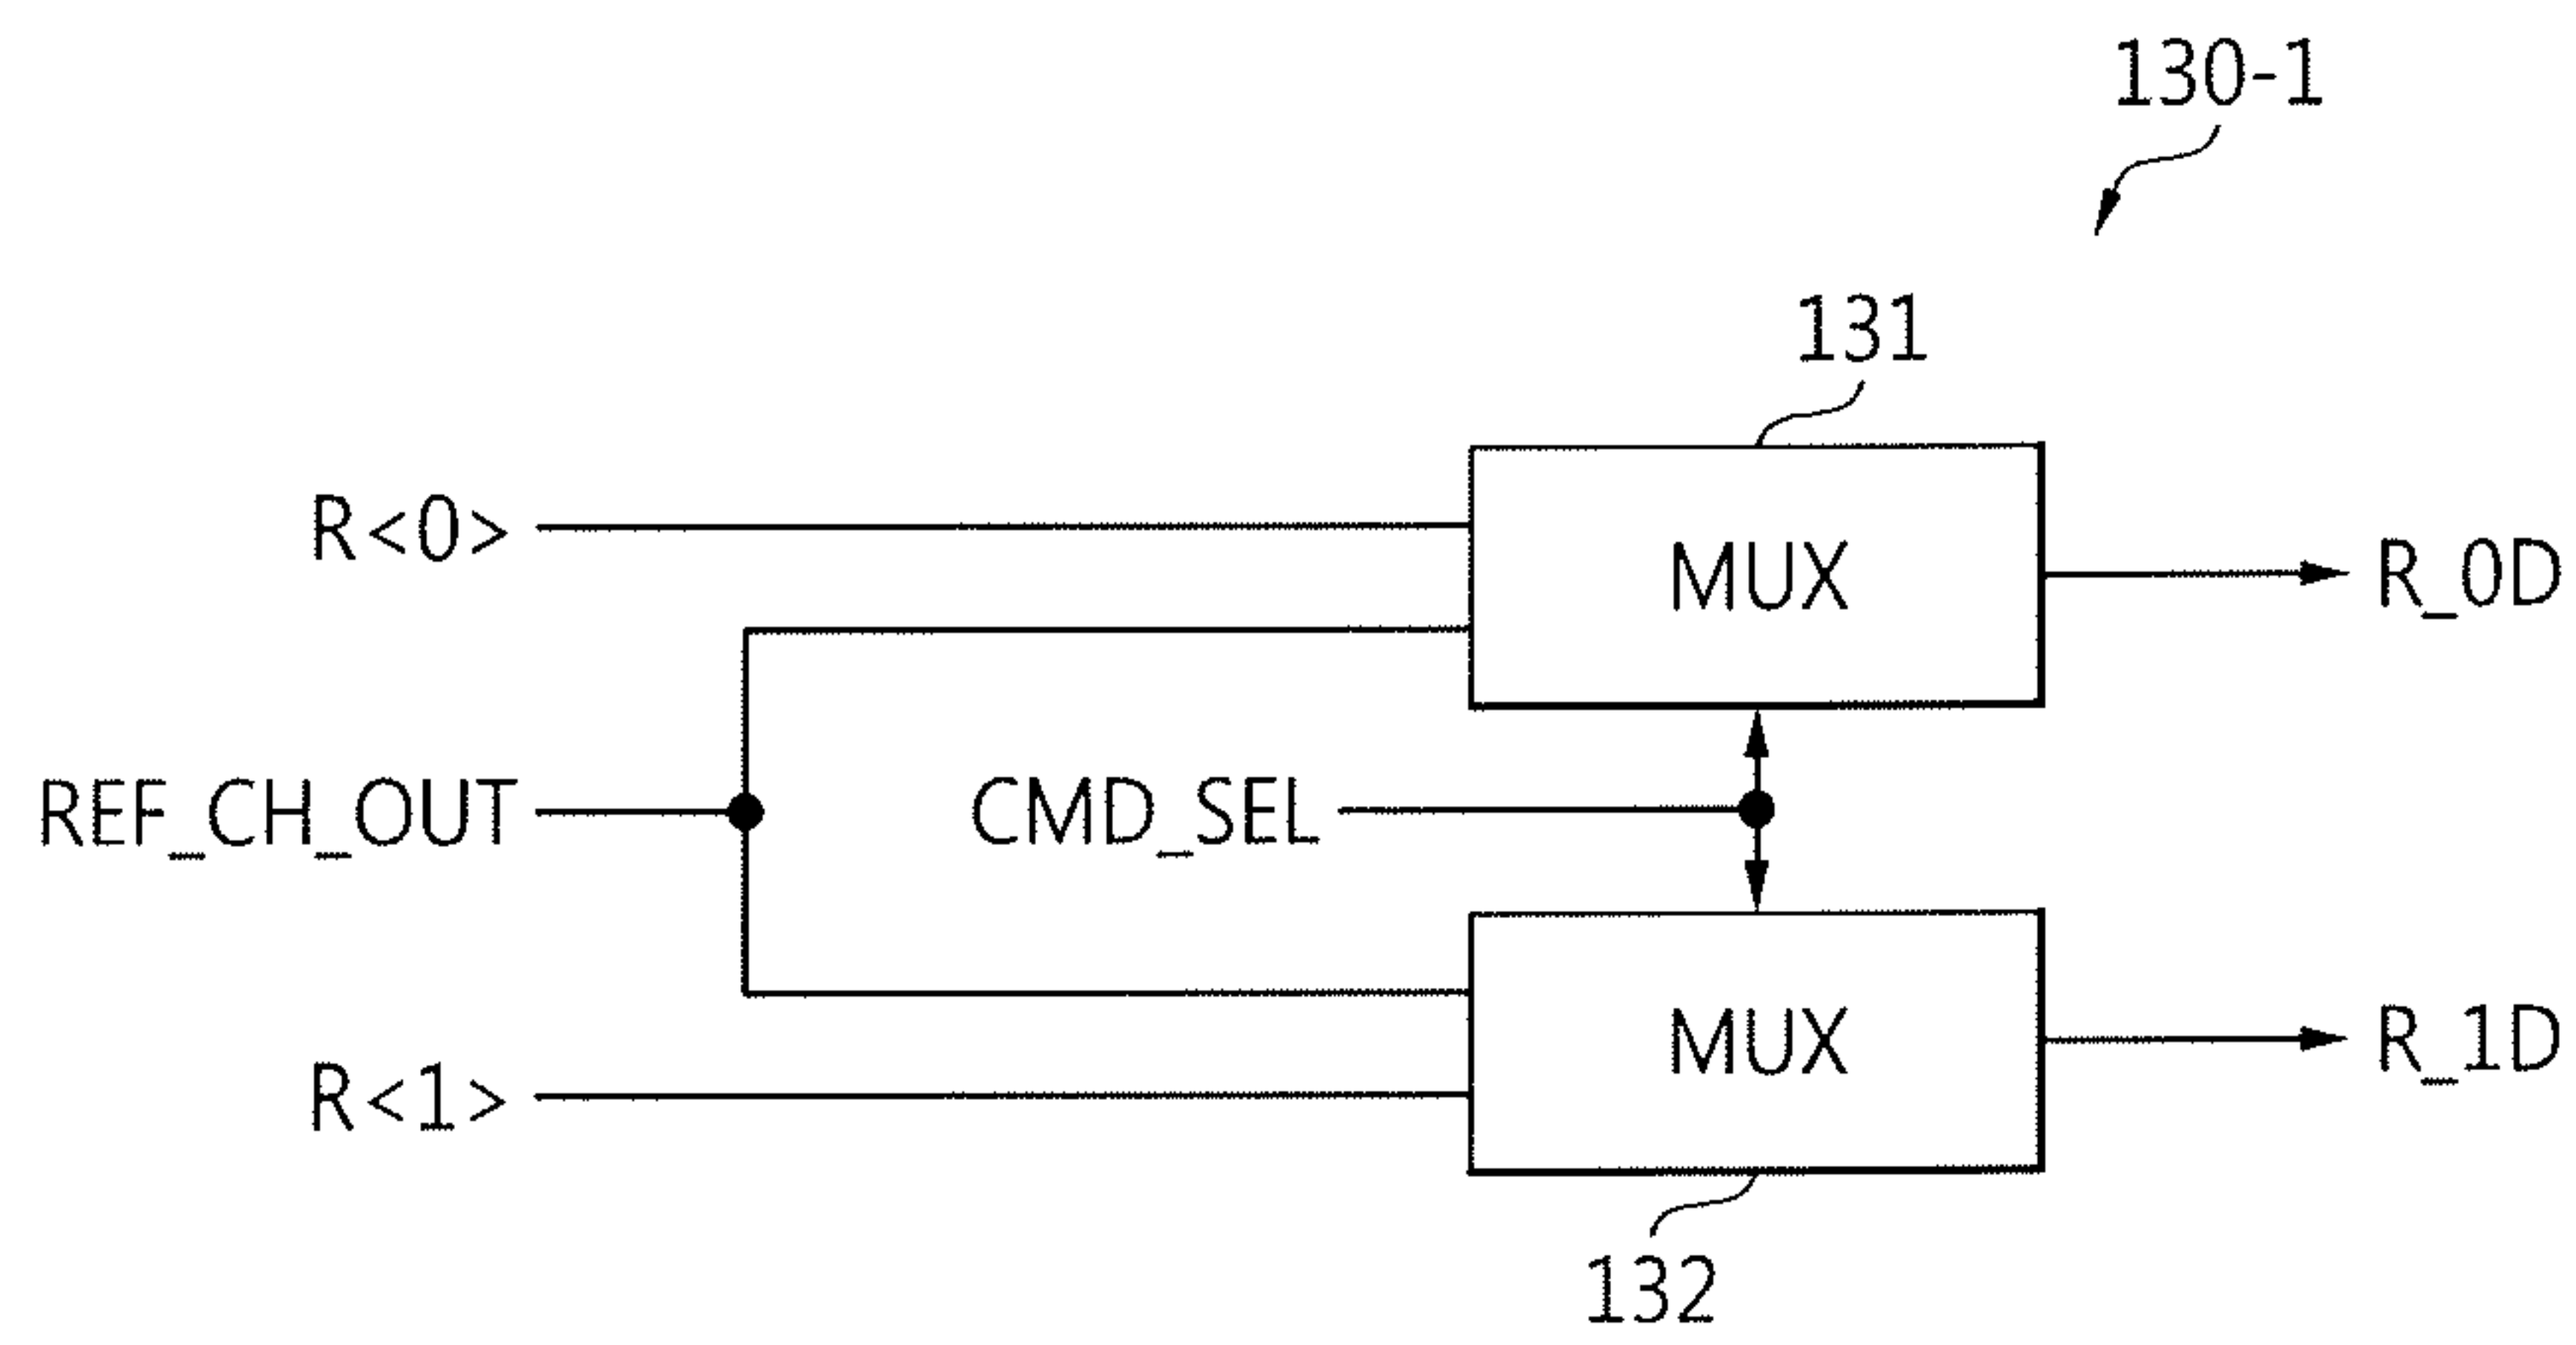 130-1
131
R<0>
MUX
R_0D
REF_CH_OUT
CMD_SEL
R<1>
MUX
R_1D
132